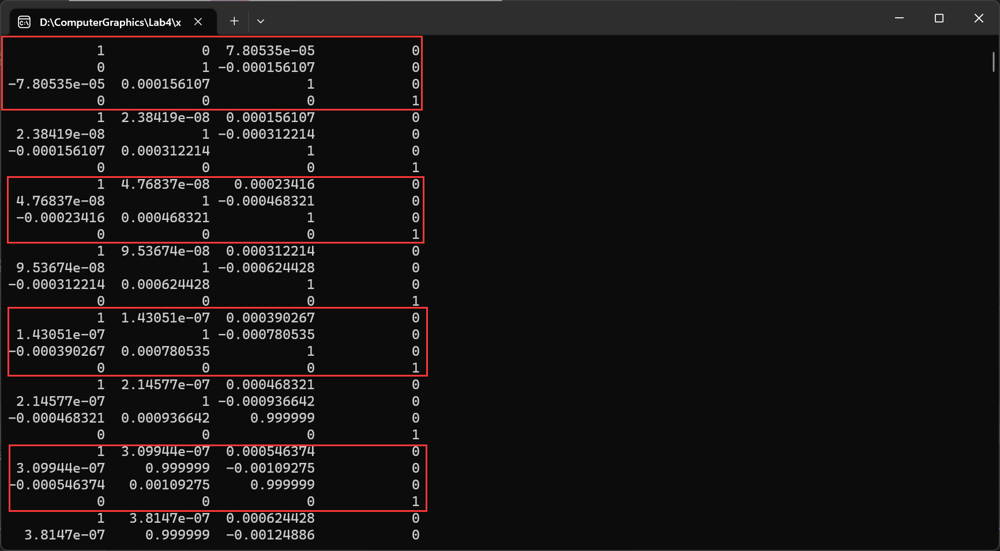 D:\ComputerGraphics\Lab4\x
1 0 7.80535e-05 0
0 1 -0.000156107 0
-7.80535e-05 0.000156107 1 0
0 0 0 1
1 2.38419e-08 0.000156107 0
2.38419e-08 1 -0.000312214 0
-0.000156107 0.000312214 1 0
0 0 0 1
1 4.76837e-08 0.00023416 0
4.76837e-08 1 -0.000468321 0
-0.00023416 0.000468321 1 0
0 0 0 1
1 9.53674e-08 0.000312214 0
9.53674e-08 1 -0.000624428 0
-0.000312214 0.000624428 1 0
0 0 0 1
1 1.43051e-07 0.000390267 0
1.43051e-07 1 -0.000780535 0
-0.000390267 0.000780535 1 0
0 0 0 1
1 2.14577e-07 0.000468321 0
2.14577e-07 1 -0.000936642 0
-0.000468321 0.000936642 0.999999 0
0 0 0 1
1 3.09944e-07 0.000546374 0
3.09944e-07 0.999999 -0.00109275 0
-0.000546374 0.00109275 0.999999 0
0 0 0 1
1 3.8147e-07 0.000624428 0
3.8147e-07 0.999999 -0.00124886 0